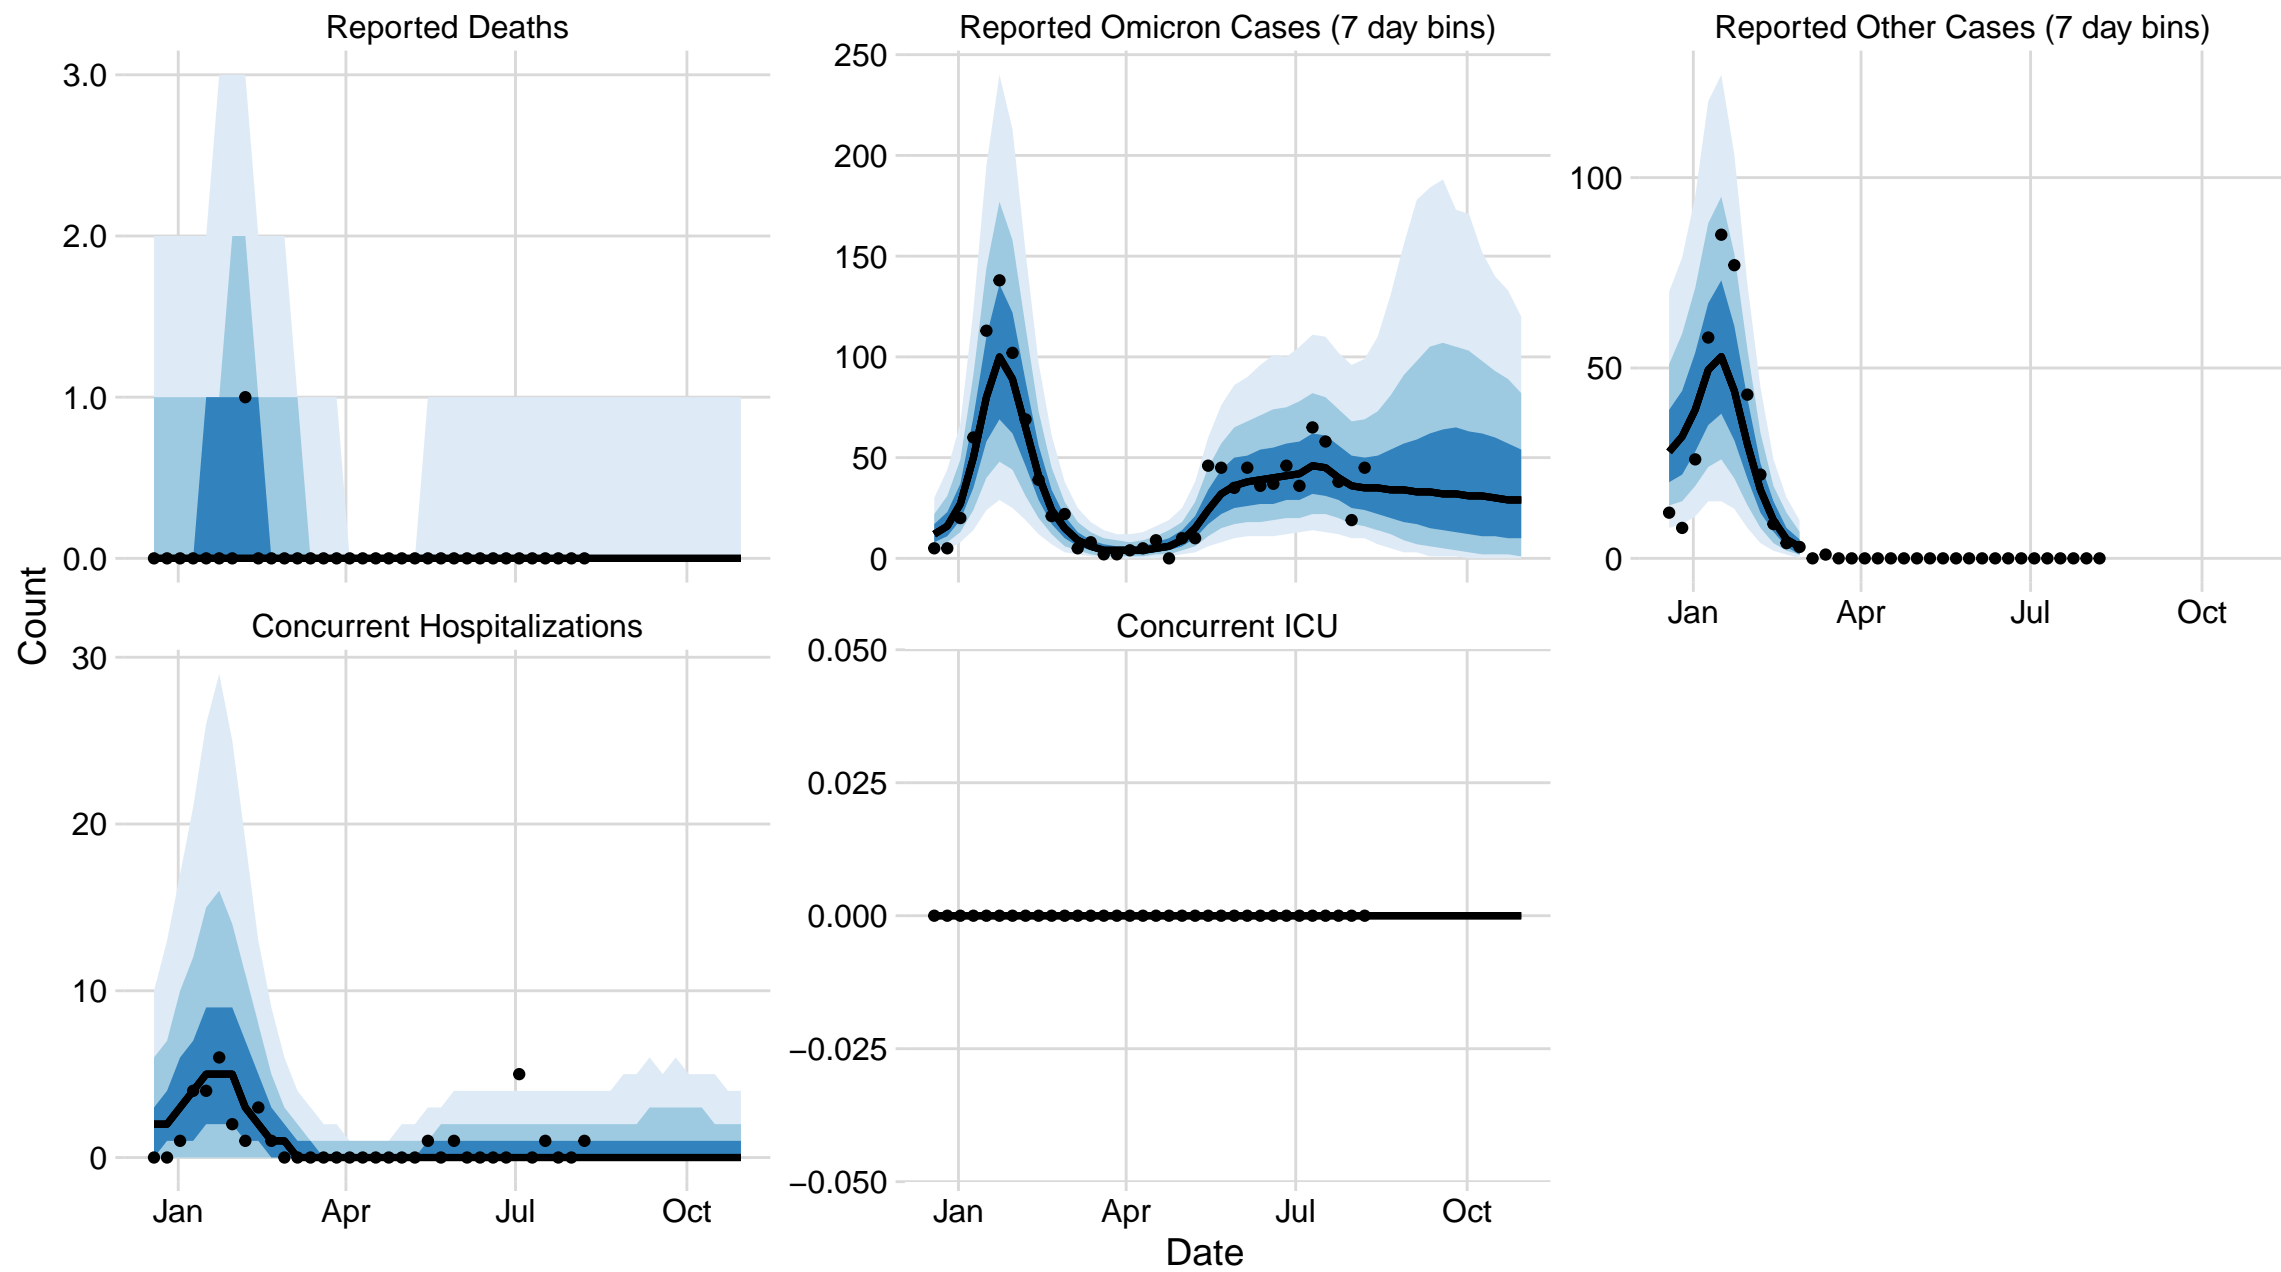 Reported Deaths
Reported Omicron Cases (7 day bins)
Reported Other Cases (7 day bins)
3.0
2.0
1.0
0.0
250
200
150
100
50
0
100
50
0
Jan Apr Jul Oct
Count
Concurrent Hospitalizations
Concurrent ICU
30
20
10
0
Jan Apr Jul Oct
0.050
0.025
0.000
−0.025
−0.050
Jan Apr Jul Oct
Date